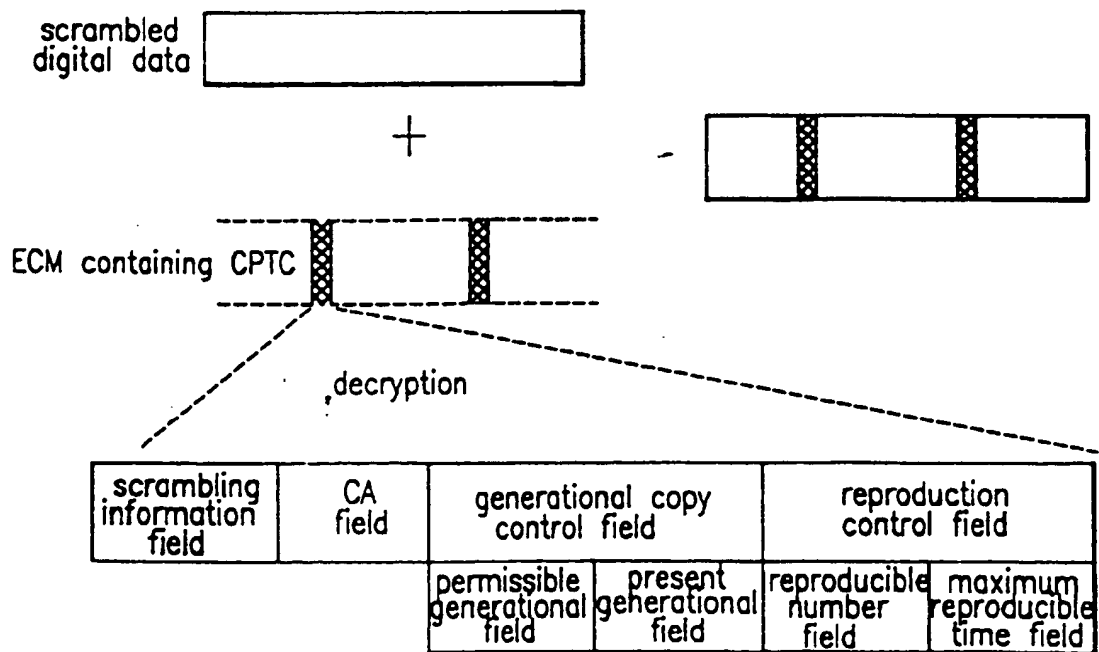 scrambled
digital data
+
ECM containing CPTC
decryption
scrambling
information
field
CA
field
generational copy
control field
reproduction
control field
permissible
generational
field
present
generational
field
reproducible
number
field
maximum
reproducible
time field